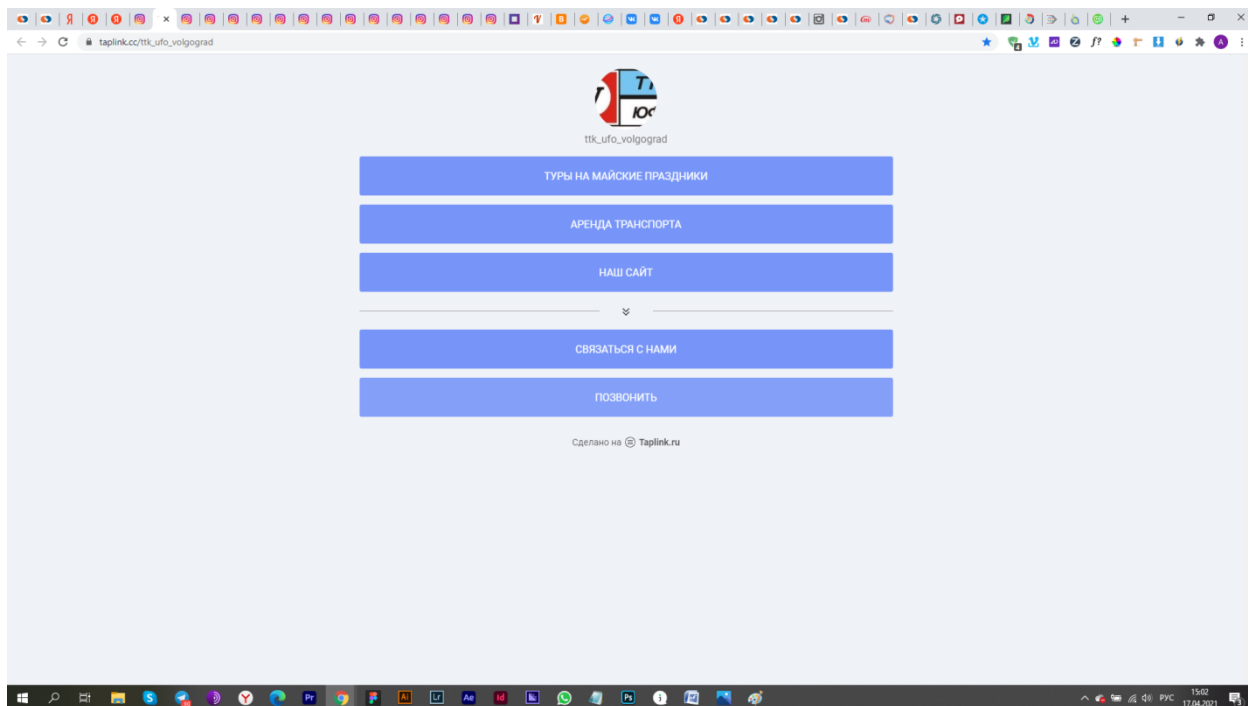 taplink.cc/ttk_ufo_volgograd
ttk_ufo_volgograd
ТУРЫ НА МАЙСКИЕ ПРАЗДНИКИ
АРЕНДА ТРАНСПОРТА
НАШ САЙТ
СВЯЗАТЬСЯ С НАМИ
ПОЗВОНИТЬ
Сделано на Taplink.ru
РУС
15:02
17.04.2021